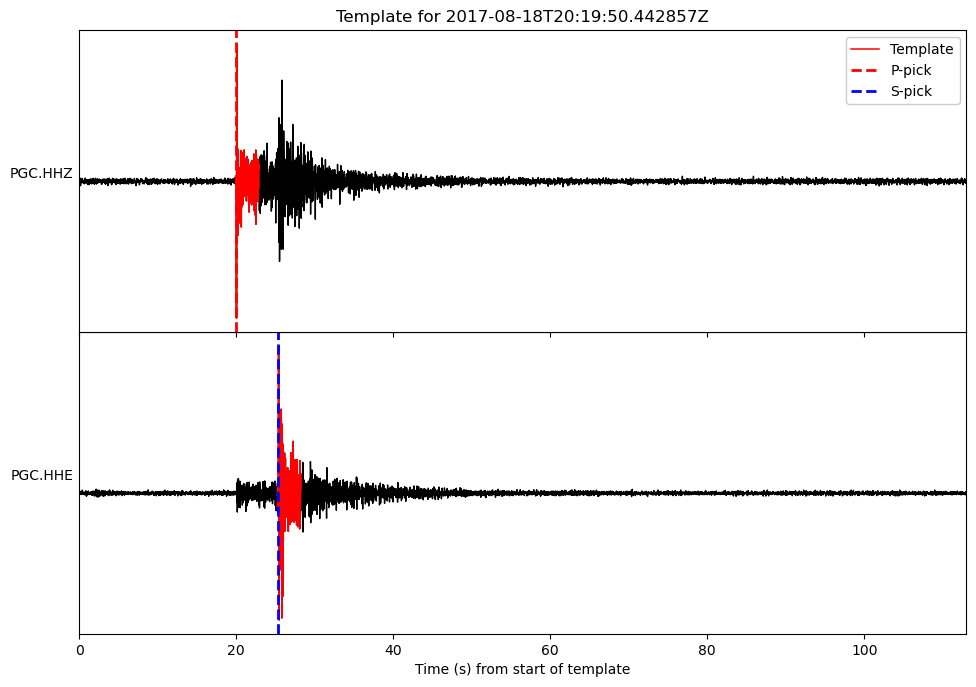 Template for 2017-08-18T20:19:50.442857Z
Template
P-pick
S-pick
PGC.HHZ
PGC.HHE
0 20 40 60 80 100
Time (s) from start of template